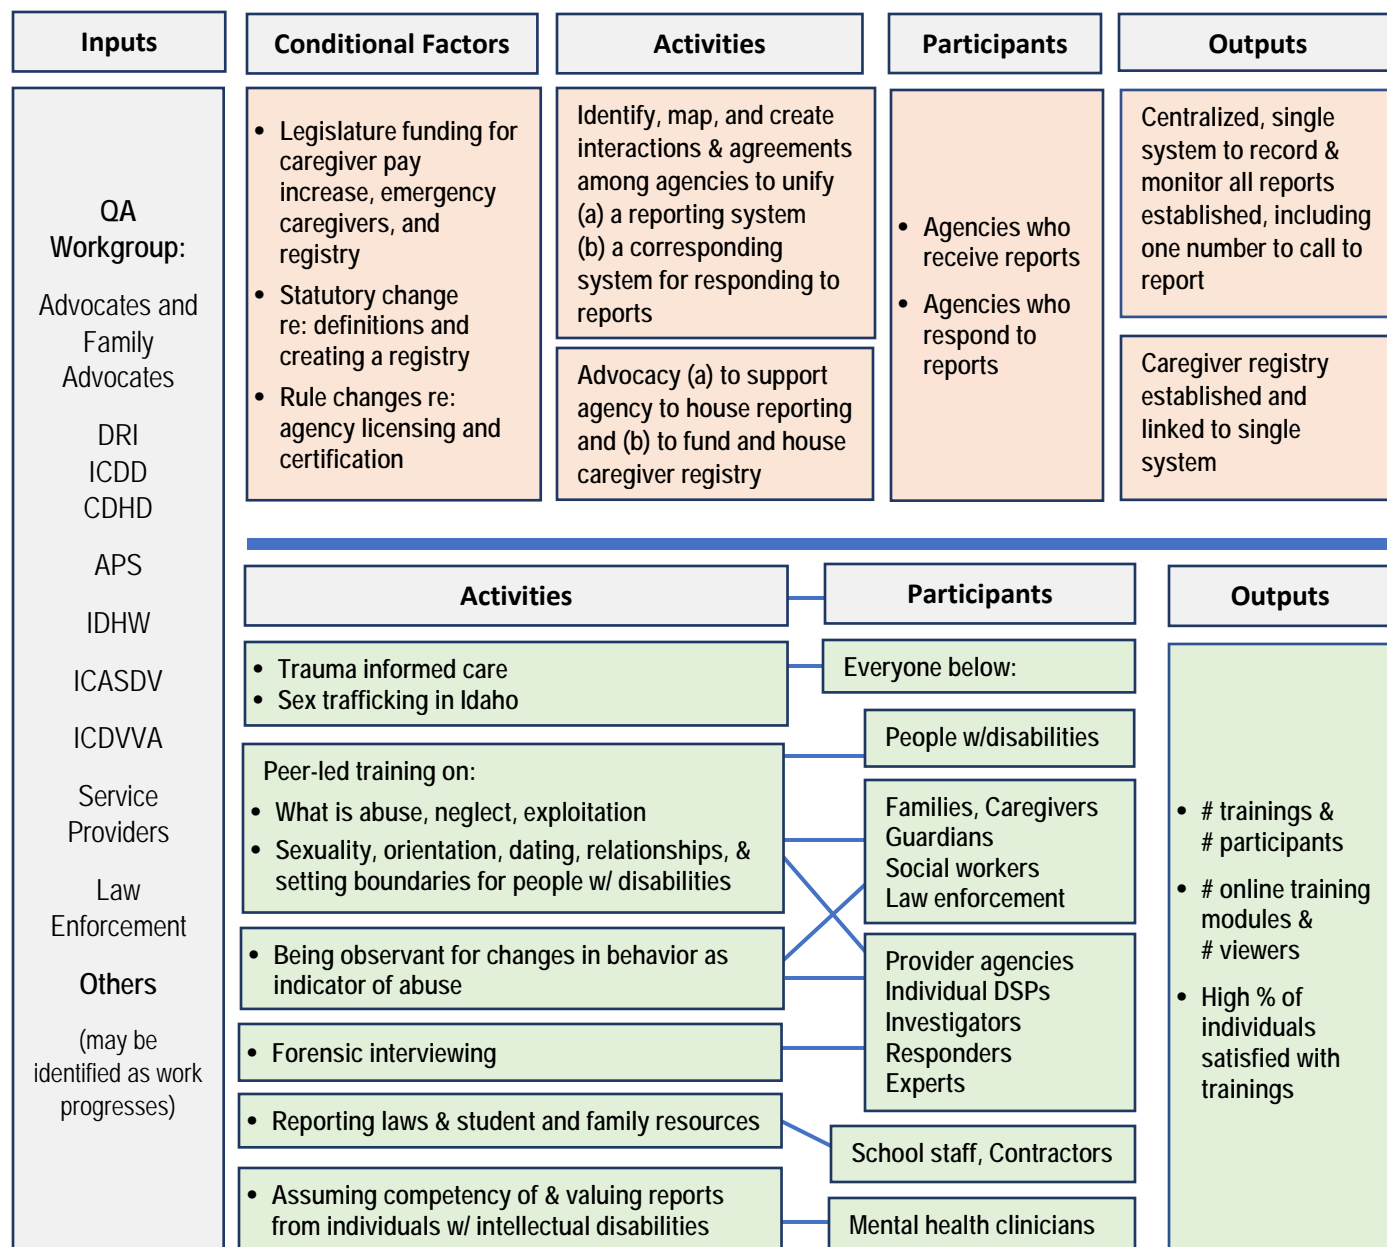 Inputs
Conditional Factors
Activities
Participants
Outputs
QA
Workgroup:
Advocates and
Family
Advocates
DRI
ICDD
CDHD
APS
IDHW
ICASDV
ICDVVA
Service
Providers
Law
Enforcement
Others
(may be
identified as work
progresses)
• Legislature funding for
caregiver pay
increase, emergency
caregivers, and
registry
• Statutory change
re: definitions and
creating a registry
• Rule changes re:
agency licensing and
certification
Identify, map, and create
interactions & agreements
among agencies to unify
(a) a reporting system
(b) a corresponding
system for responding to
reports
Advocacy (a) to support
agency to house reporting
and (b) to fund and house
caregiver registry
• Agencies who
receive reports
• Agencies who
respond to
reports
Centralized, single
system to record &
monitor all reports
established, including
one number to call to
report
Caregiver registry
established and
linked to single
system
Activities
Participants
Outputs
• Trauma informed care
• Sex trafficking in Idaho
Peer-led training on:
• What is abuse, neglect, exploitation
• Sexuality, orientation, dating, relationships, &
setting boundaries for people w/ disabilities
• Being observant for changes in behavior as
indicator of abuse
• Forensic interviewing
• Reporting laws & student and family resources
• Assuming competency of & valuing reports
from individuals w/ intellectual disabilities
Everyone below:
People w/disabilities
Families, Caregivers
Guardians
Social workers
Law enforcement
Provider agencies
Individual DSPs
Investigators
Responders
Experts
School staff, Contractors
Mental health clinicians
• # trainings &
# participants
• # online training
modules &
# viewers
• High % of
individuals
satisfied with
trainings